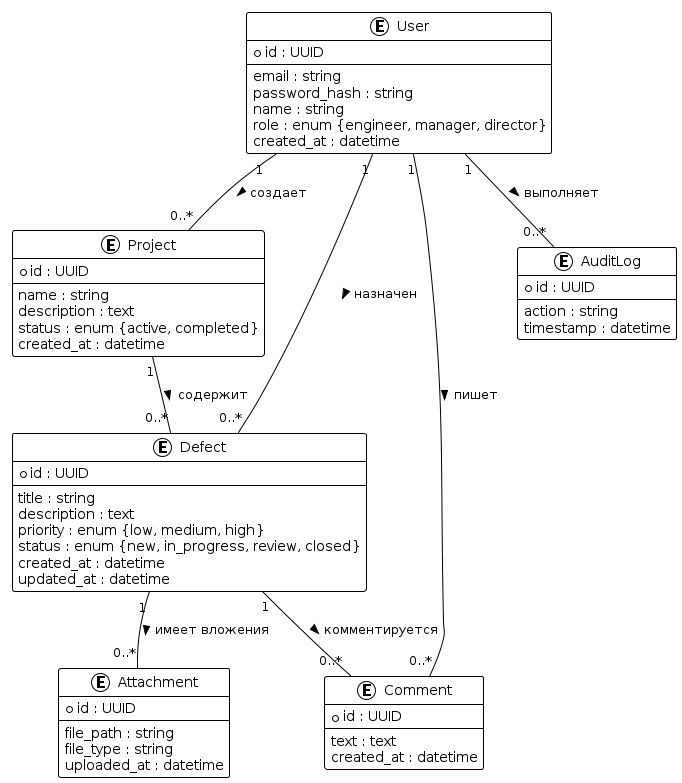 E User
id : UUID
email : string
password_hash : string
name : string
role : enum {engineer, manager, director}
created_at : datetime
1
1
1
1
создает
выполняет
0..*
0..*
E Project
id : UUID
name : string
description : text
status : enum {active, completed}
created_at : datetime
E AuditLog
id : UUID
action : string
timestamp : datetime
назначен
1
содержит
пишет
0..*
0..*
E Defect
id : UUID
title : string
description : text
priority : enum {low, medium, high}
status : enum {new, in_progress, review, closed}
created_at : datetime
updated_at : datetime
1
1
имеет вложения
комментируется
0..*
0..*
0..*
E Attachment
id : UUID
file_path : string
file_type : string
uploaded_at : datetime
E Comment
id : UUID
text : text
created_at : datetime